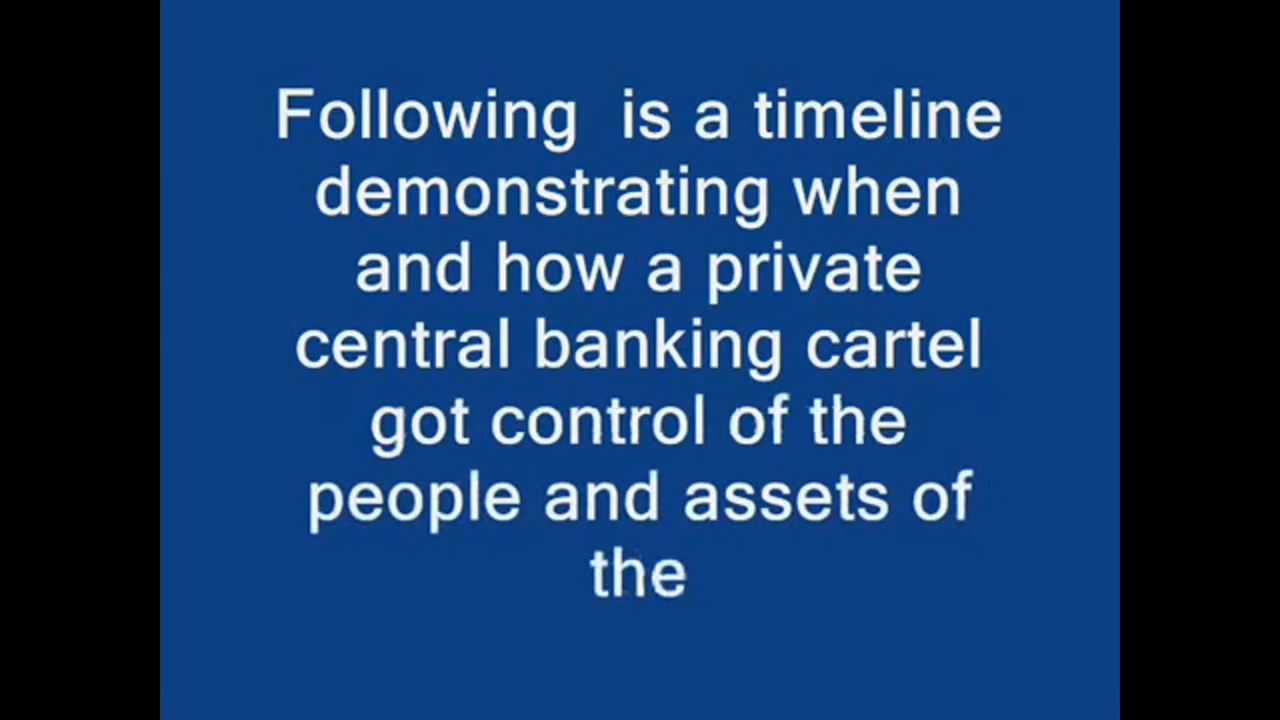 Following  is a timeline
demonstrating when
and how a private
central banking cartel
got control of the
people and assets of
the